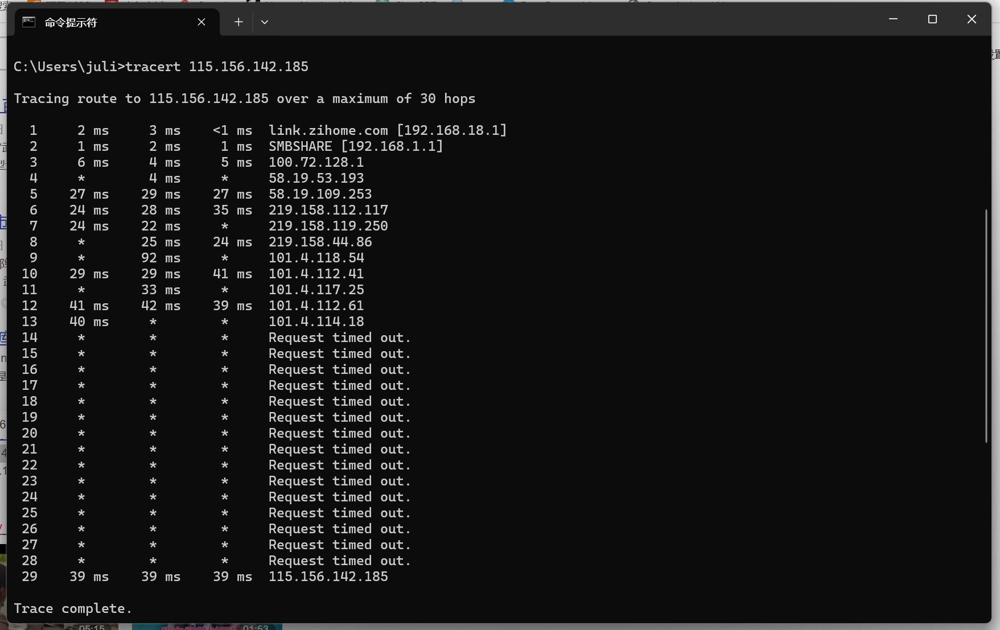 命令提示符
C:\Users\juli>tracert 115.156.142.185
Tracing route to 115.156.142.185 over a maximum of 30 hops
1 2 ms 3 ms <1 ms link.zihome.com [192.168.18.1]
2 1 ms 2 ms 1 ms SMBSHARE [192.168.1.1]
3 6 ms 4 ms 5 ms 100.72.128.1
4 * 4 ms * 58.19.53.193
5 27 ms 29 ms 27 ms 58.19.109.253
6 24 ms 28 ms 35 ms 219.158.112.117
7 24 ms 22 ms * 219.158.119.250
8 * 25 ms 24 ms 219.158.44.86
9 * 92 ms * 101.4.118.54
10 29 ms 29 ms 41 ms 101.4.112.41
11 * 33 ms * 101.4.117.25
12 41 ms 42 ms 39 ms 101.4.112.61
13 40 ms * * 101.4.114.18
14 * * * Request timed out.
15 * * * Request timed out.
16 * * * Request timed out.
17 * * * Request timed out.
18 * * * Request timed out.
19 * * * Request timed out.
20 * * * Request timed out.
21 * * * Request timed out.
22 * * * Request timed out.
23 * * * Request timed out.
24 * * * Request timed out.
25 * * * Request timed out.
26 * * * Request timed out.
27 * * * Request timed out.
28 * * * Request timed out.
29 39 ms 39 ms 39 ms 115.156.142.185
Trace complete.
05:15
01:53